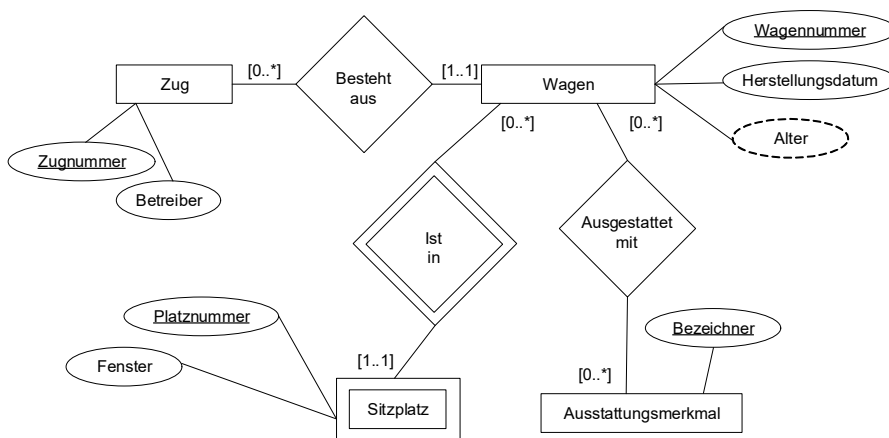 Wagennummer
[0..*]
[1..1]
Zug
Besteht
aus
Wagen
Herstellungsdatum
[0..*]
[0..*]
Alter
Zugnummer
Betreiber
Ausgestattet
mit
Ist
in
Platznummer
Bezeichner
[1..1]
Fenster
[0..*]
Sitzplatz
Ausstattungsmerkmal